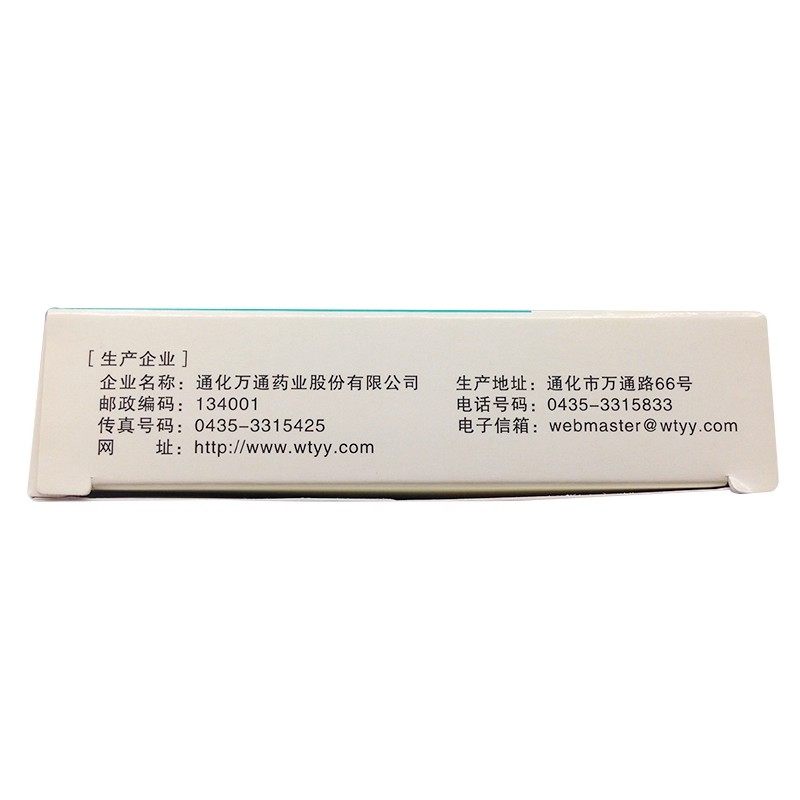 [生产企业]
企业名称：通化万通药业股份有限公司 生产地址：通化市万通路66号
邮政编码：134001 电话号码：0435-3315833
传真号码：0435-3315425 电子信箱：webmaster@wtyy.com
网 址：http://www.wtyy.com